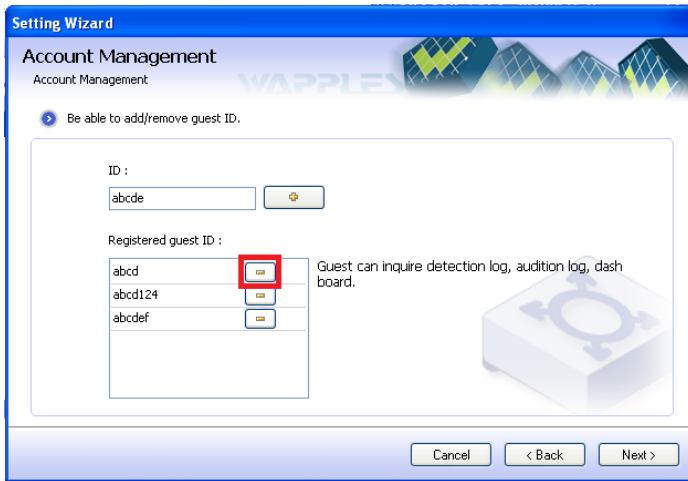 Setting Wizard
Account Management
Account Management
WAPPLES
Be able to add/remove guest ID.
ID :
abcde
Registered guest ID :
abcd
abcd124
abcdef
Guest can inquire detection log, audition log, dash
board.
Cancel
< Back
Next >